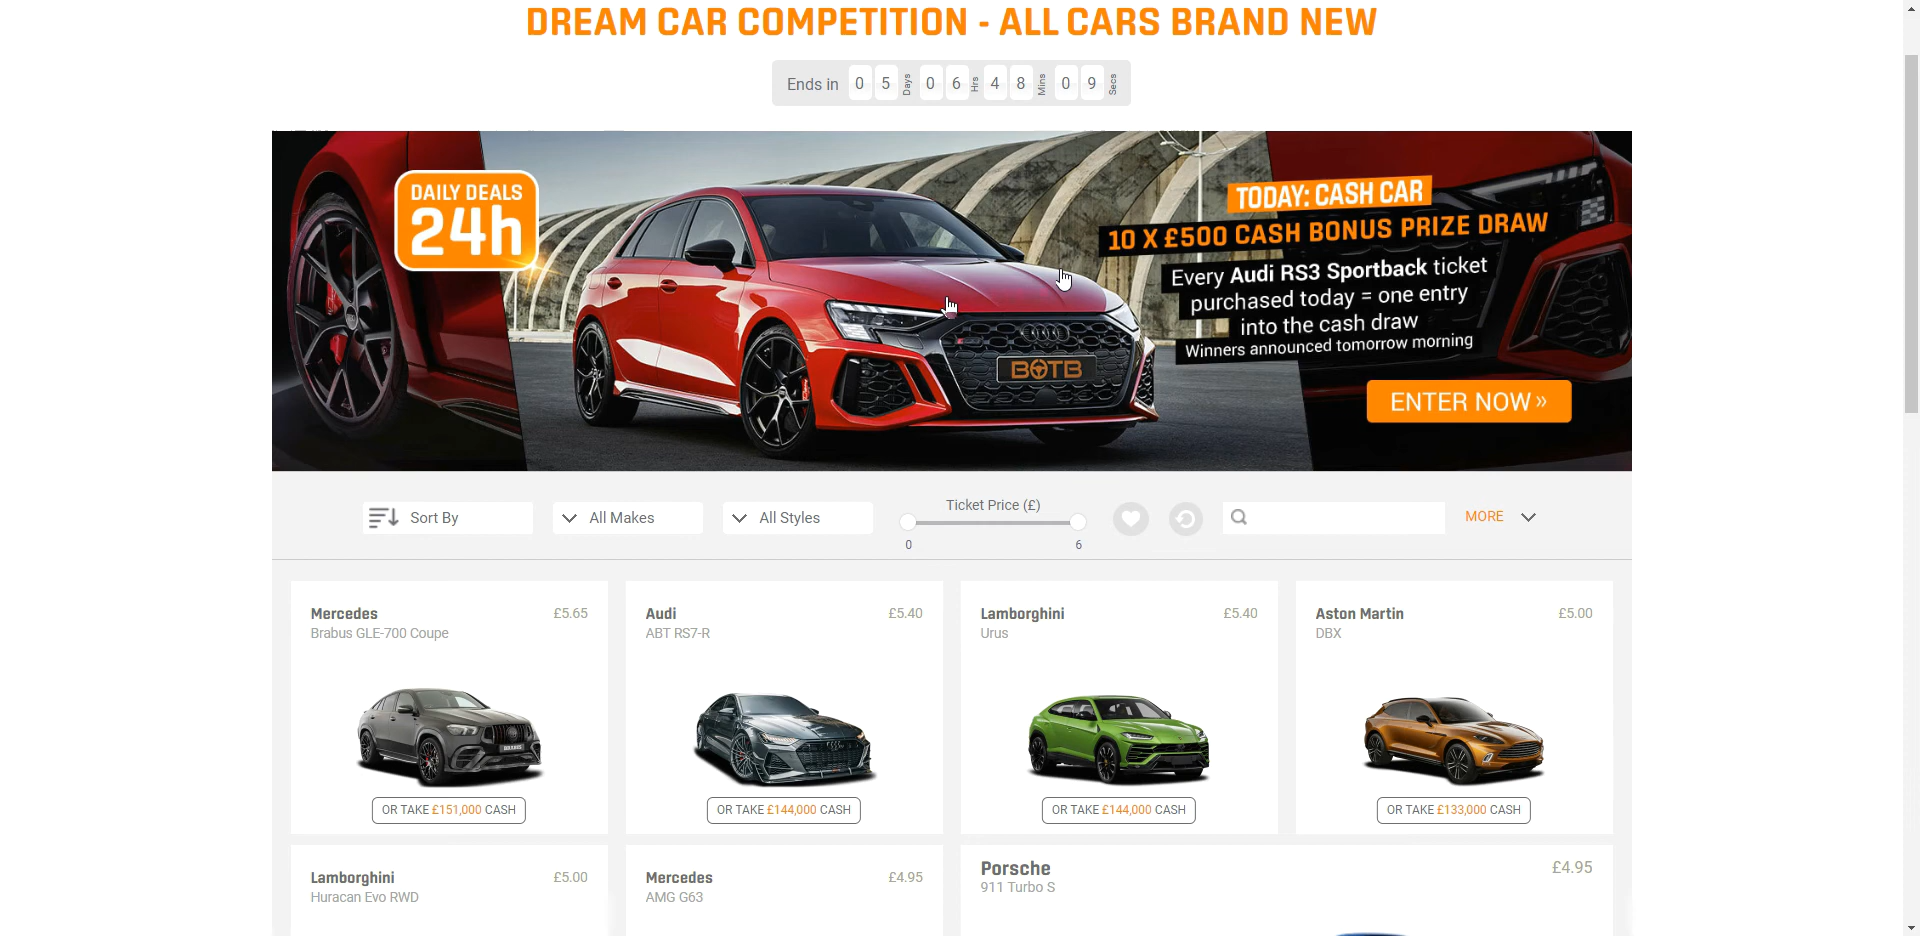 DREAM CAR COMPETITION - ALL CARS BRAND NEW
Ends in 0 5 Days 0 6 Hrs 4 8 Mins 0 9 Secs
DAILY DEALS
24h
TODAY: CASH CAR
10 X £500 CASH BONUS PRIZE DRAW
Every Audi RS3 Sportback ticket
purchased today = one entry
into the cash draw
Winners announced tomorrow morning
BOTB
ENTER NOW »
Sort By
All Makes
All Styles
Ticket Price (£)
0 6
MORE
Mercedes £5.65
Brabus GLE-700 Coupe
OR TAKE £151,000 CASH
Audi £5.40
ABT RS7-R
OR TAKE £144,000 CASH
Lamborghini £5.40
Urus
OR TAKE £144,000 CASH
Aston Martin £5.00
DBX
OR TAKE £133,000 CASH
Lamborghini £5.00
Huracan Evo RWD
Mercedes £4.95
AMG G63
Porsche £4.95
911 Turbo S